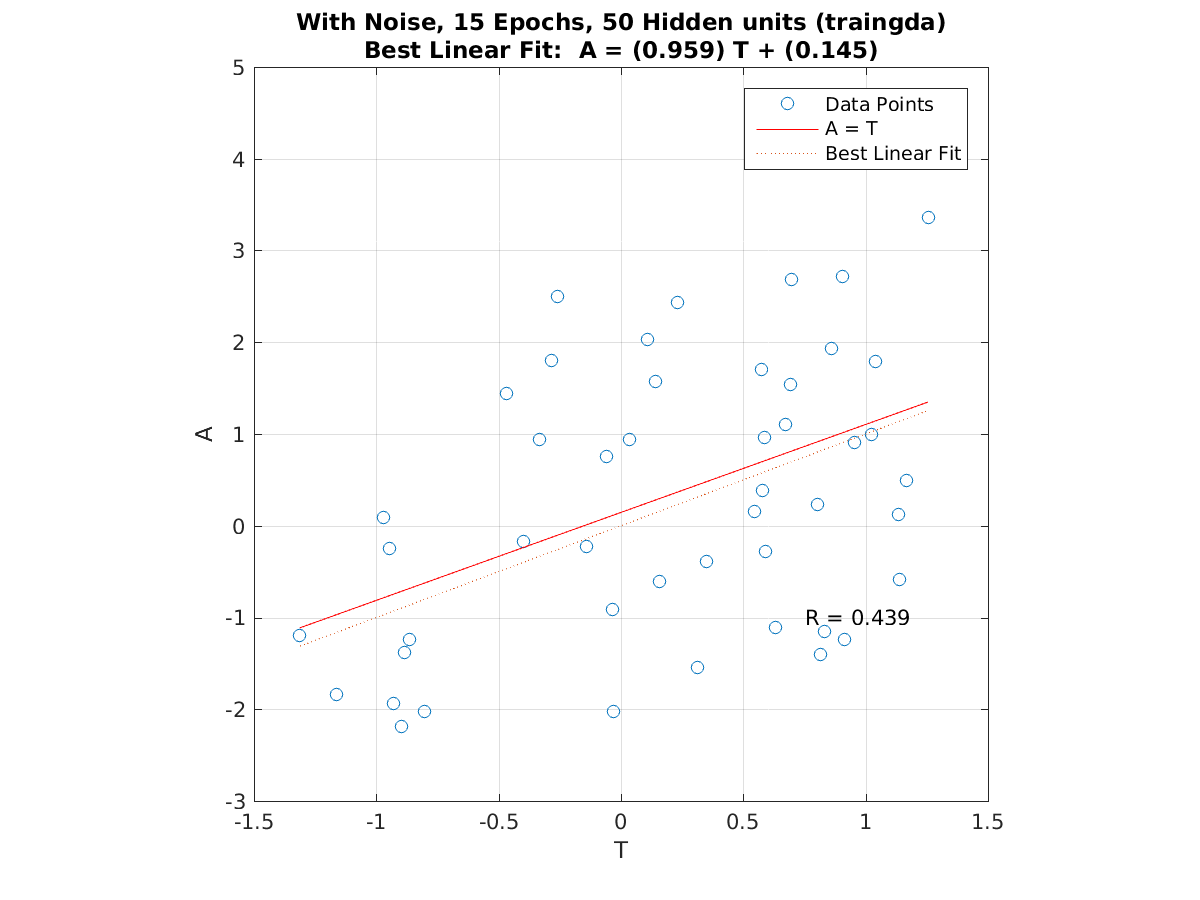 With Noise, 15 Epochs, 50 Hidden units (traingda)
Best Linear Fit:  A = (0.959) T + (0.145)
5
4
3
2
1
0
-1
-2
-3
A
Data Points
A = T
Best Linear Fit
R = 0.439
-1.5 -1 -0.5 0 0.5 1 1.5
T